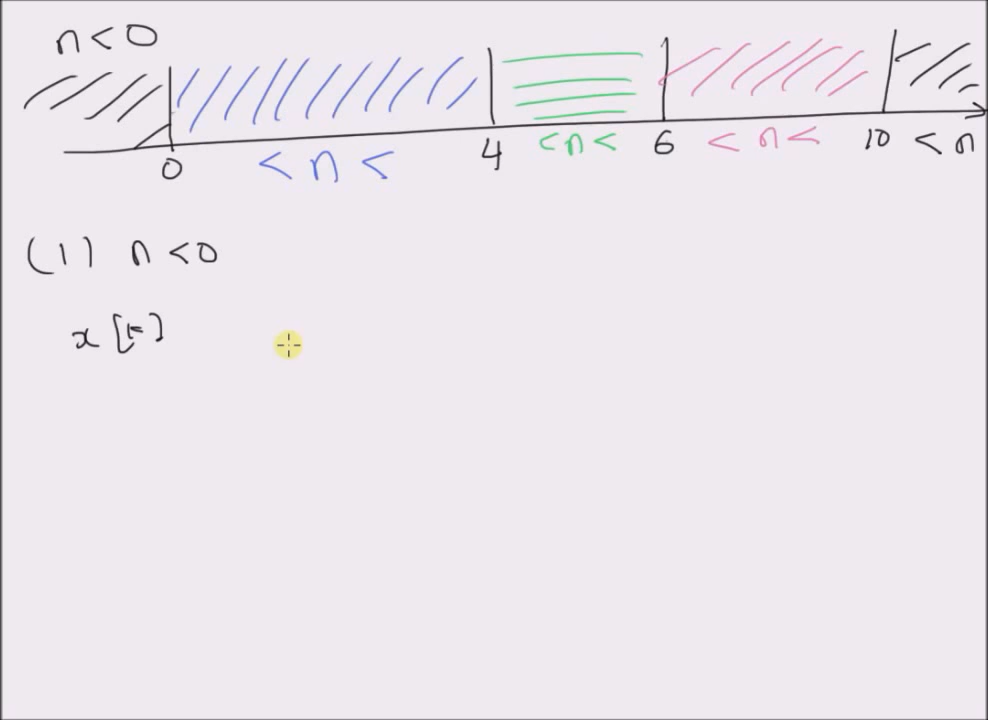 n<0
0 < n < 4 < n < 6 < n < 10 < n
(1) n<0
x[k]